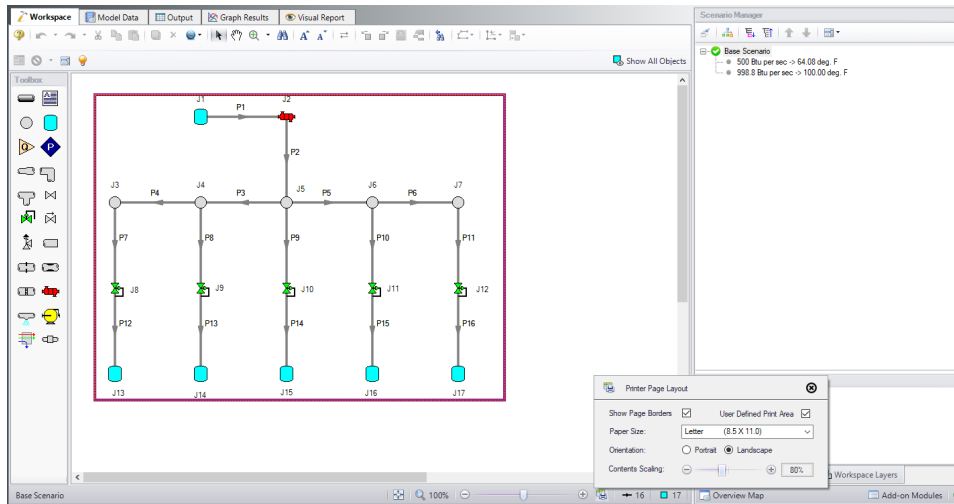 Workspace Model Data Output Graph Results Visual Report
Scenario Manager
Show All Objects
Base Scenario
500 Btu per sec -> 64.08 deg. F
998.8 Btu per sec -> 100.00 deg. F
Toolbox
J1 P1 J2
P2
J3 P4 J4 P3 J5 P5 J6 P6 J7
P7 P8 P9 P10 P11
J8 J9 J10 J11 J12
P12 P13 P14 P15 P16
J13 J14 J15 J16 J17
Printer Page Layout
Show Page Borders User Defined Print Area
Paper Size: Letter (8.5 X 11.0)
Orientation: Portrait Landscape
Contents Scaling: 80%
Workspace Layers
Base Scenario 100% 16 17 Overview Map Add-on Modules